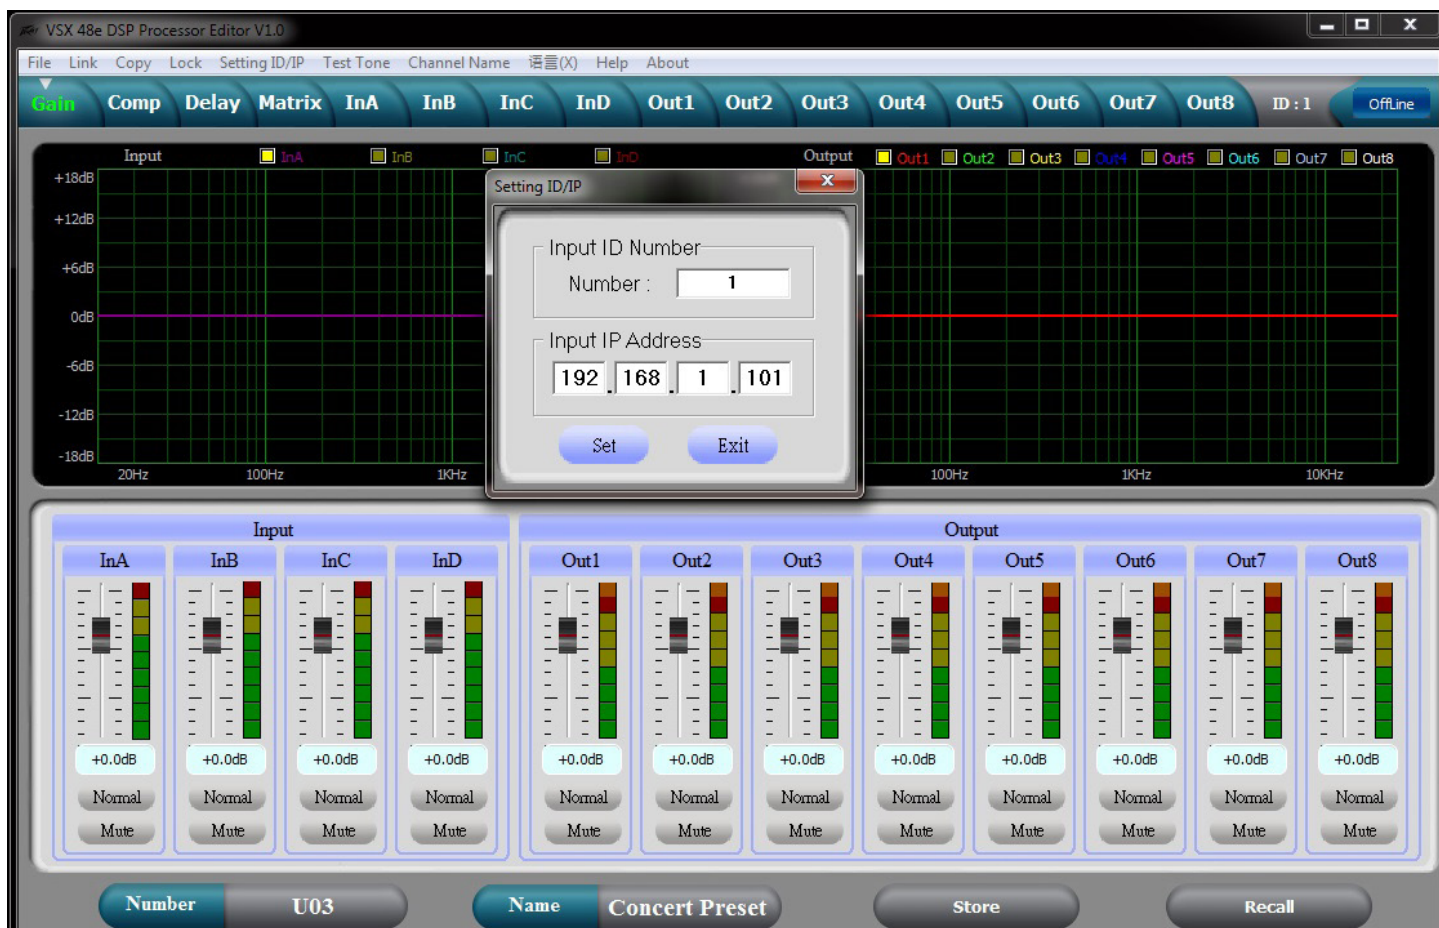 VSX 48e DSP Processor Editor V1.0
File Link Copy Lock Setting ID/IP Test Tone Channel Name 语言(X) Help About
Gain Comp Delay Matrix InA InB InC InD Out1 Out2 Out3 Out4 Out5 Out6 Out7 Out8 ID : 1 OffLine
Input InA InB InC InD Output Out1 Out2 Out3 Out4 Out5 Out6 Out7 Out8
+18dB
+12dB
+6dB
0dB
-6dB
-12dB
-18dB
20Hz 100Hz 1KHz 100Hz 1KHz 10KHz
Setting ID/IP
Input ID Number
Number : 1
Input IP Address
192 . 168 . 1 . 101
Set Exit
Input Output
InA InB InC InD Out1 Out2 Out3 Out4 Out5 Out6 Out7 Out8
+0.0dB +0.0dB +0.0dB +0.0dB +0.0dB +0.0dB +0.0dB +0.0dB +0.0dB +0.0dB +0.0dB +0.0dB
Normal Normal Normal Normal Normal Normal Normal Normal Normal Normal Normal Normal
Mute Mute Mute Mute Mute Mute Mute Mute Mute Mute Mute Mute
Number U03 Name Concert Preset Store Recall